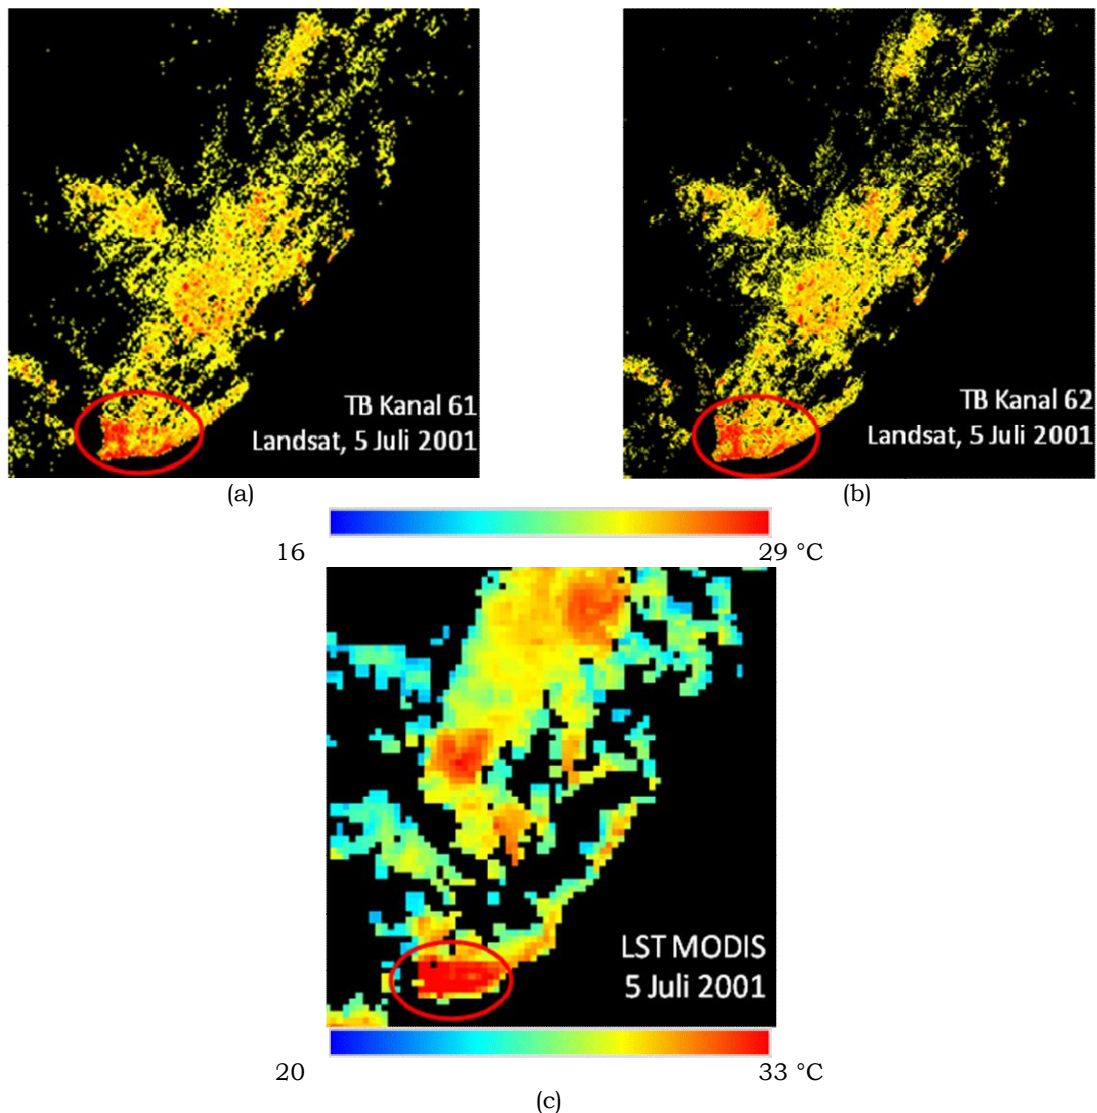 TB Kanal 61
Landsat, 5 Juli 2001
TB Kanal 62
Landsat, 5 Juli 2001
(a)
(b)
16
29 °C
LST MODIS
5 Juli 2001
20
33 °C
(c)